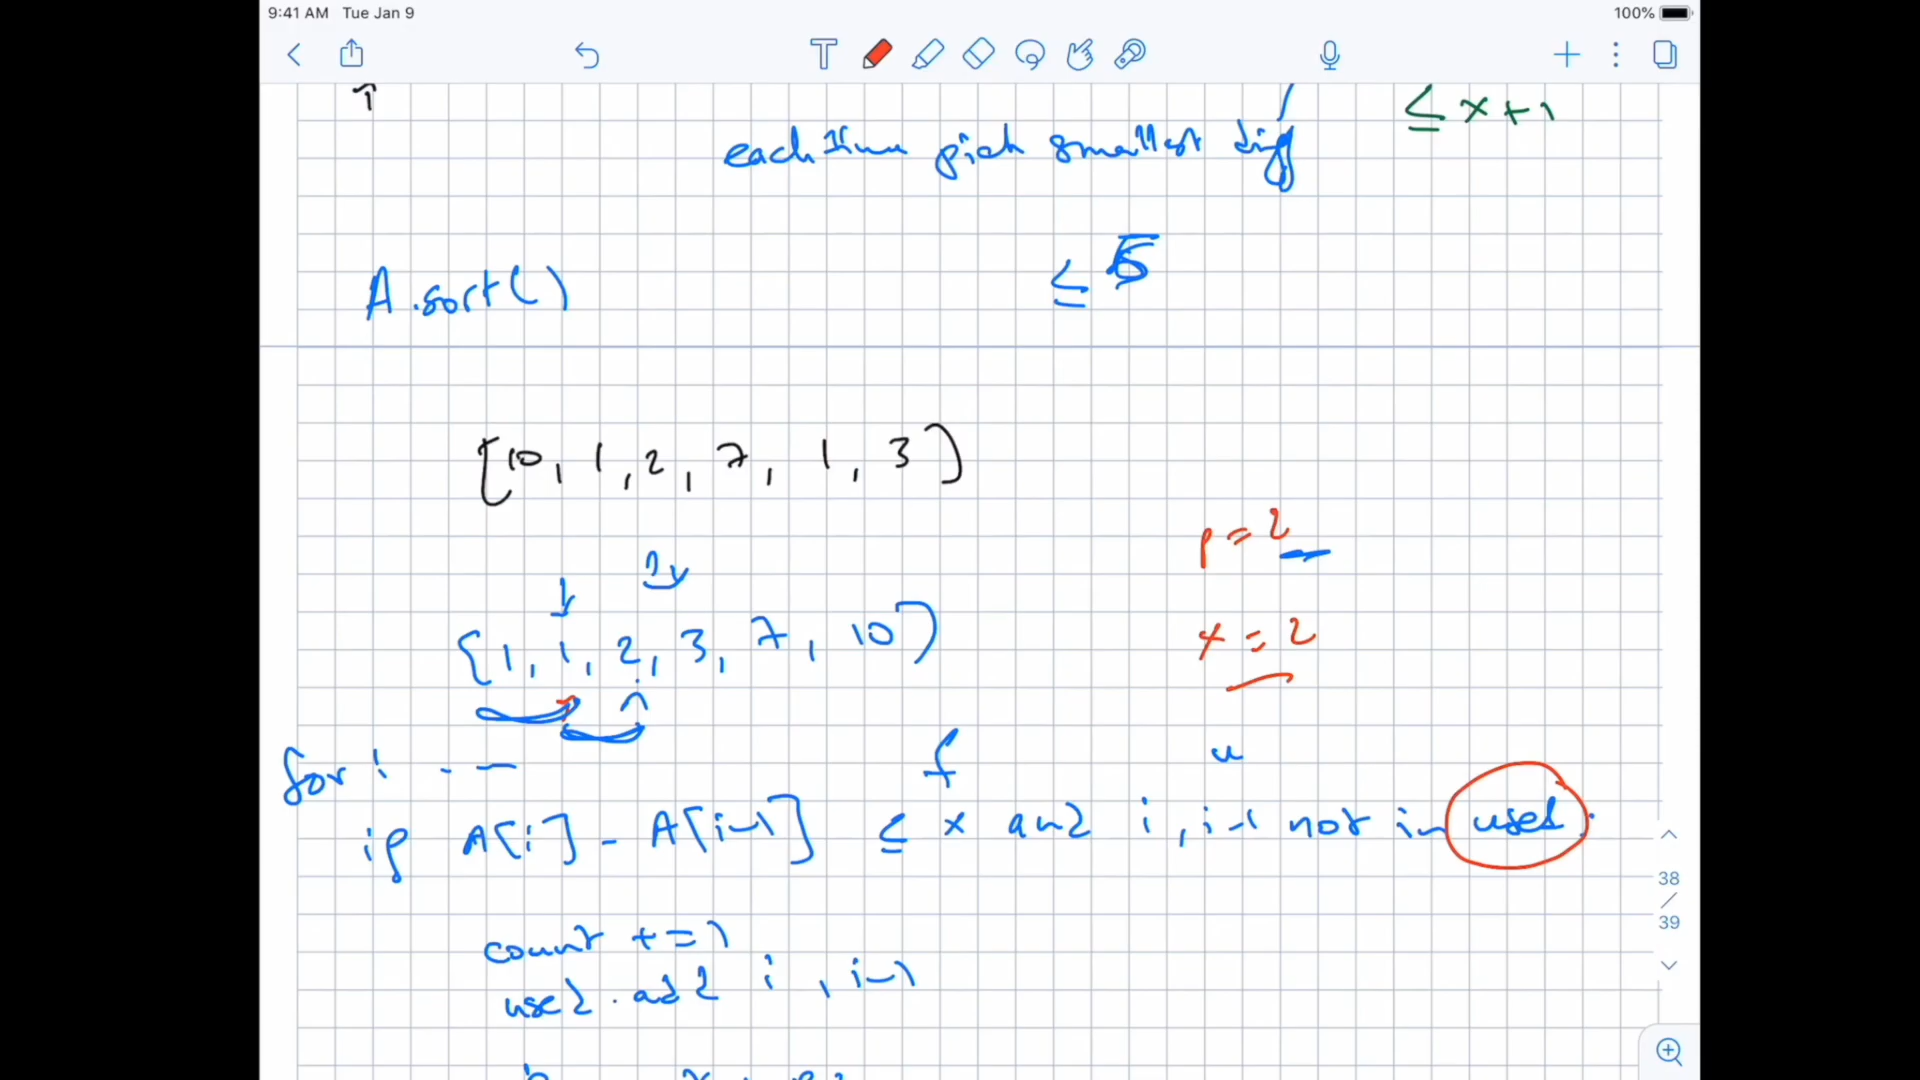 9:41 AM Tue Jan 9
100%
≤ x + 1
each time pick smallest diff
A.sort()
≤ 5
[10, 1, 2, 7, 1, 3]
p = 2
[1, 1, 2, 3, 7, 10]
x = 2
for i . —
if A[i] - A[i-1] ≤ x and i, i-1 not in used:
count += 1
used.add i, i-1
38
39